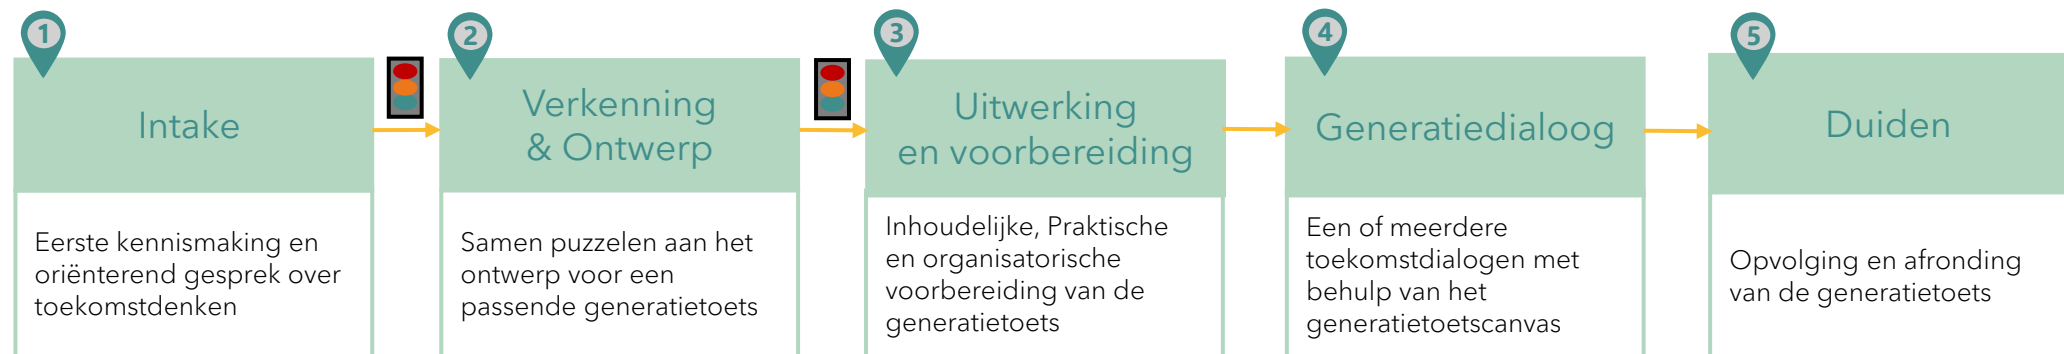 1
Intake
Eerste kennismaking en
oriënterend gesprek over
toekomstdenken
2
Verkenning
& Ontwerp
Samen puzzelen aan het
ontwerp voor een
passende generatietoets
3
Uitwerking
en voorbereiding
Inhoudelijke, Praktische
en organisatorische
voorbereiding van de
generatietoets
4
Generatiedialoog
Een of meerdere
toekomstdialogen met
behulp van het
generatietoetscanvas
5
Duiden
Opvolging en afronding
van de generatietoets